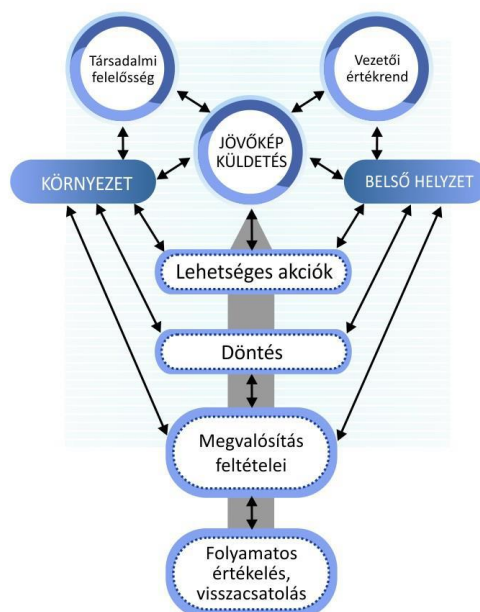 Társadalmi
felelősség
Vezetői
értékrend
JÖVŐKÉP
KÜLDETÉS
KÖRNYEZET
BELSŐ HELYZET
Lehetséges akciók
Döntés
Megvalósítás
feltételei
Folyamatos
értékelés,
visszacsatolás